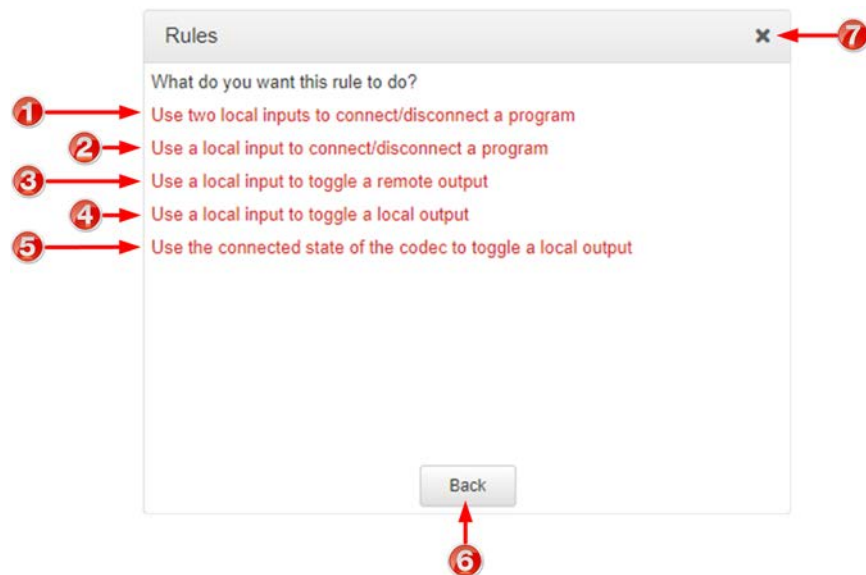 Rules
7
What do you want this rule to do?
1 Use two local inputs to connect/disconnect a program
2 Use a local input to connect/disconnect a program
3 Use a local input to toggle a remote output
4 Use a local input to toggle a local output
5 Use the connected state of the codec to toggle a local output
Back
6